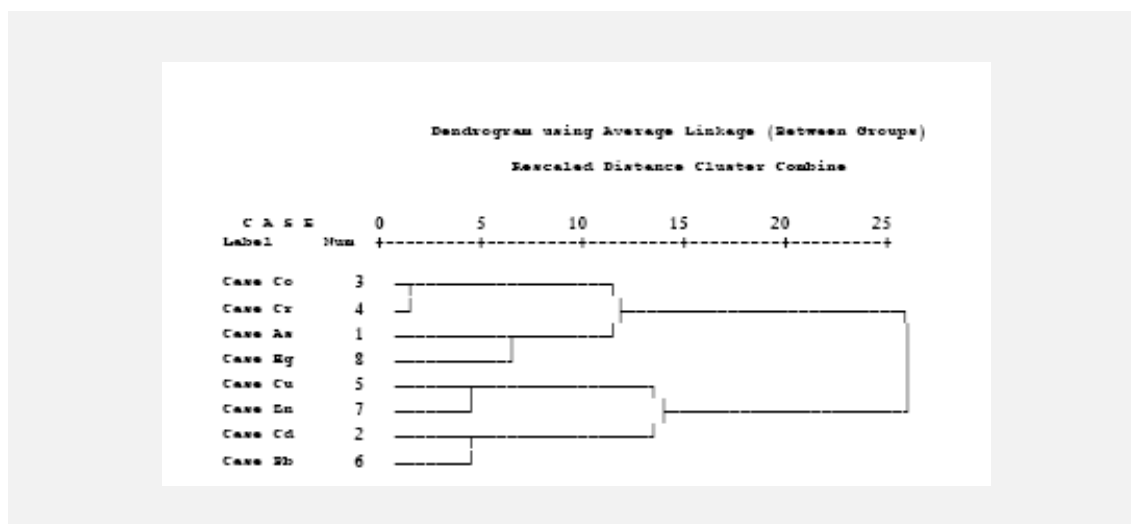 Dendrogram using Average Linkage (Between Groups)
Rescaled Distance Cluster Combine
C A S E 0 5 10 15 20 25
Label Num +---------+---------+---------+---------+---------+
Case Co 3
Case Cr 4
Case As 1
Case Hg 8
Case Cu 5
Case Zn 7
Case Cd 2
Case Pb 6